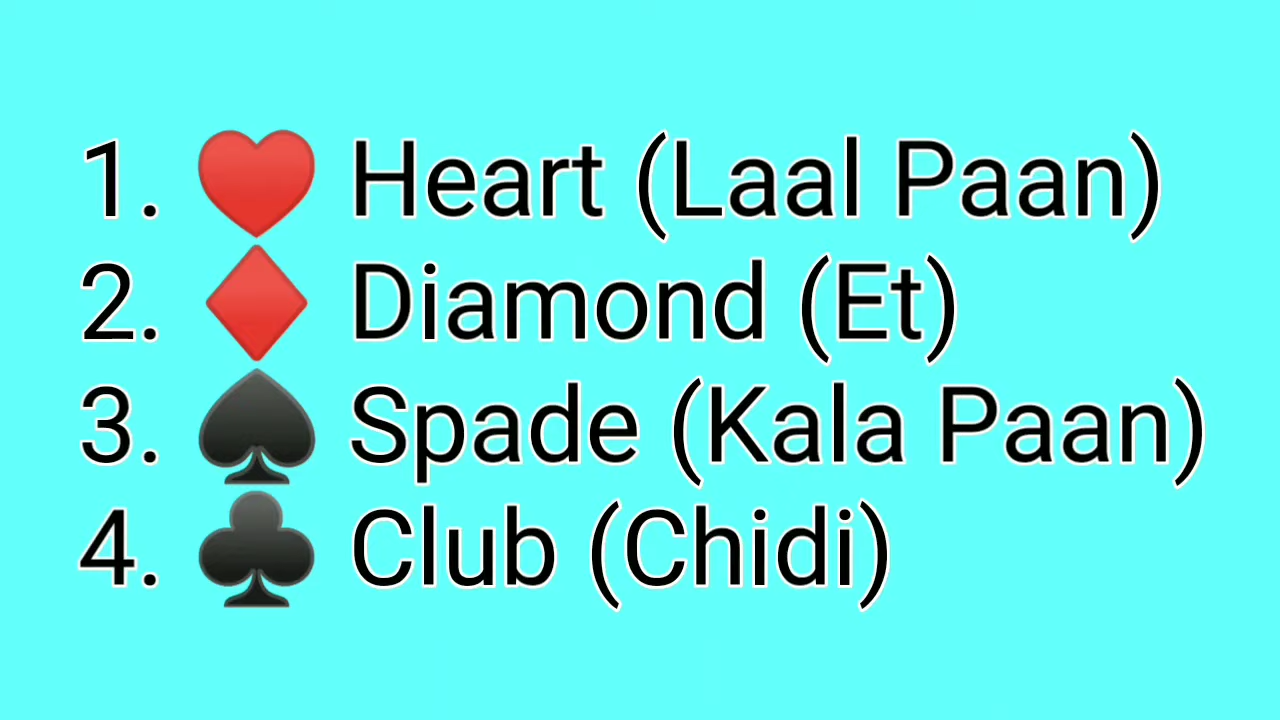 1. ♥️ Heart (Laal Paan)
2. ♦️ Diamond (Et)
3. ♠️ Spade (Kala Paan)
4. ♣️ Club (Chidi)